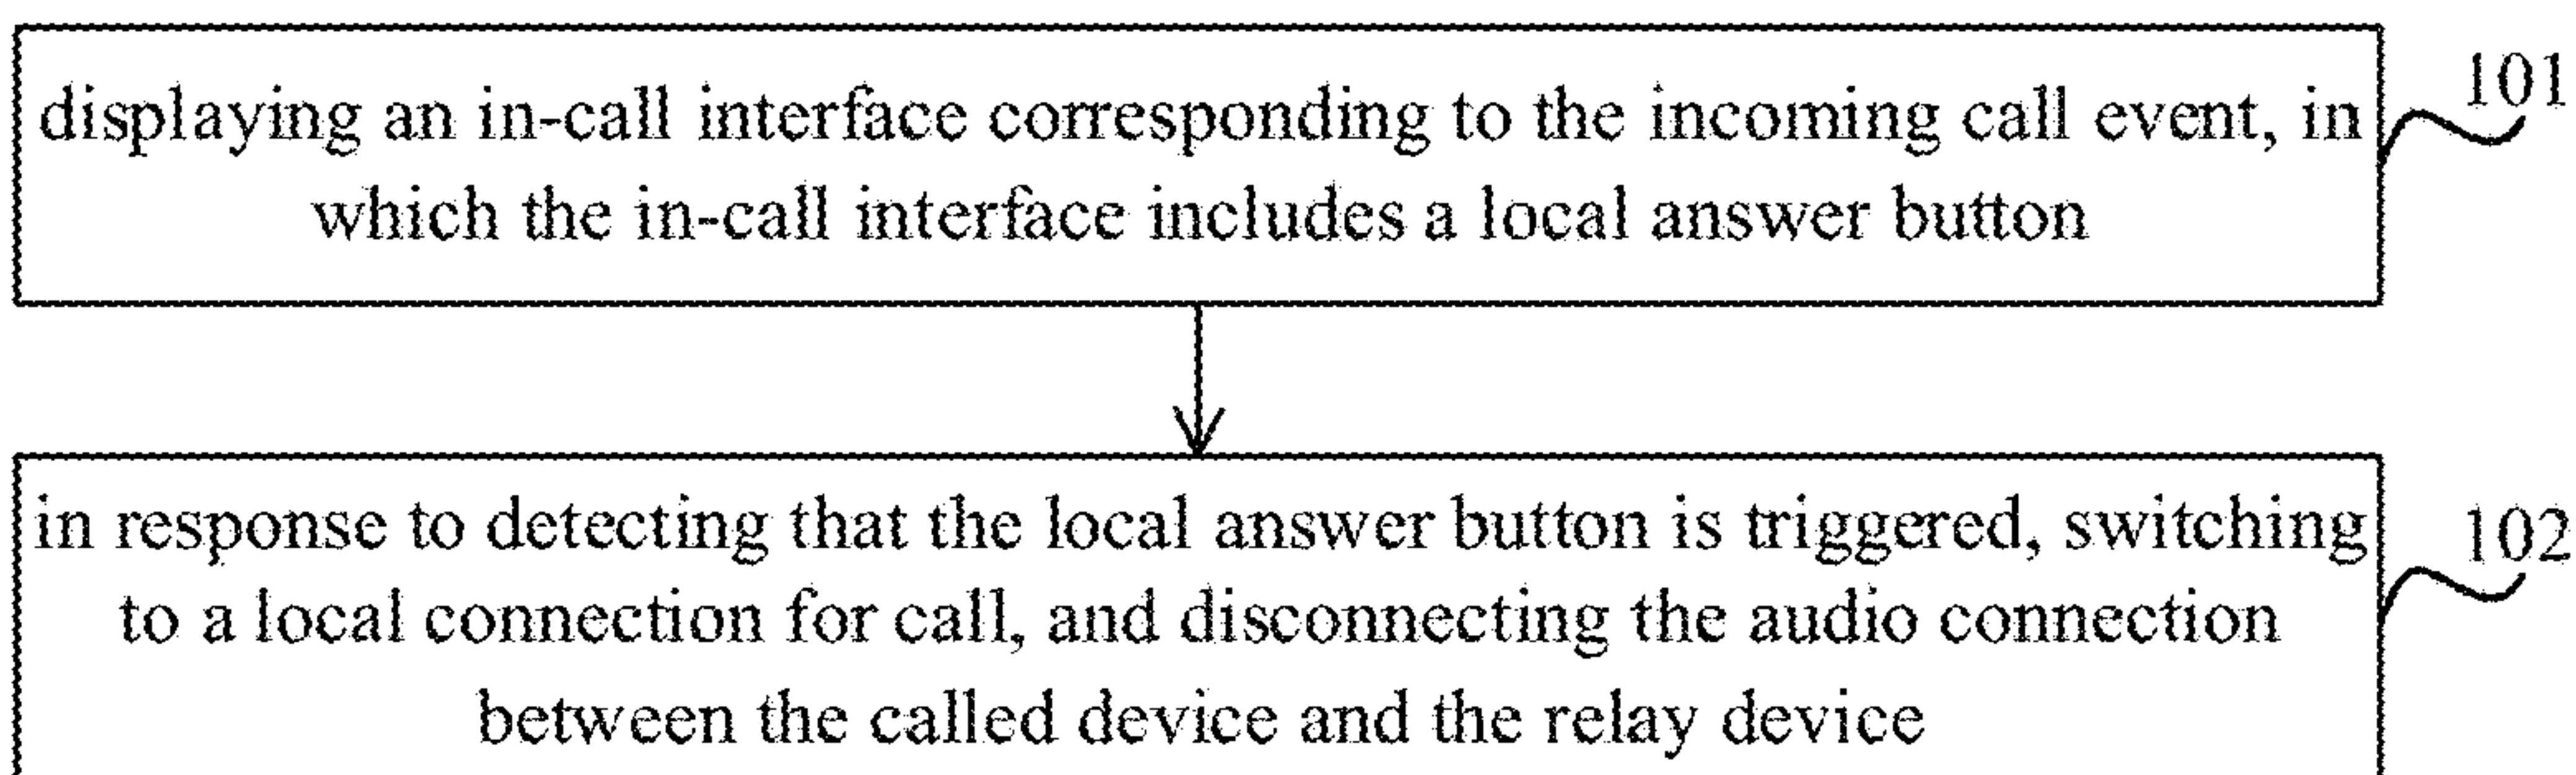 displaying an in-call interface corresponding to the incoming call event, in
which the in-call interface includes a local answer button
101
in response to detecting that the local answer button is triggered, switching
to a local connection for call, and disconnecting the audio connection
between the called device and the relay device
102